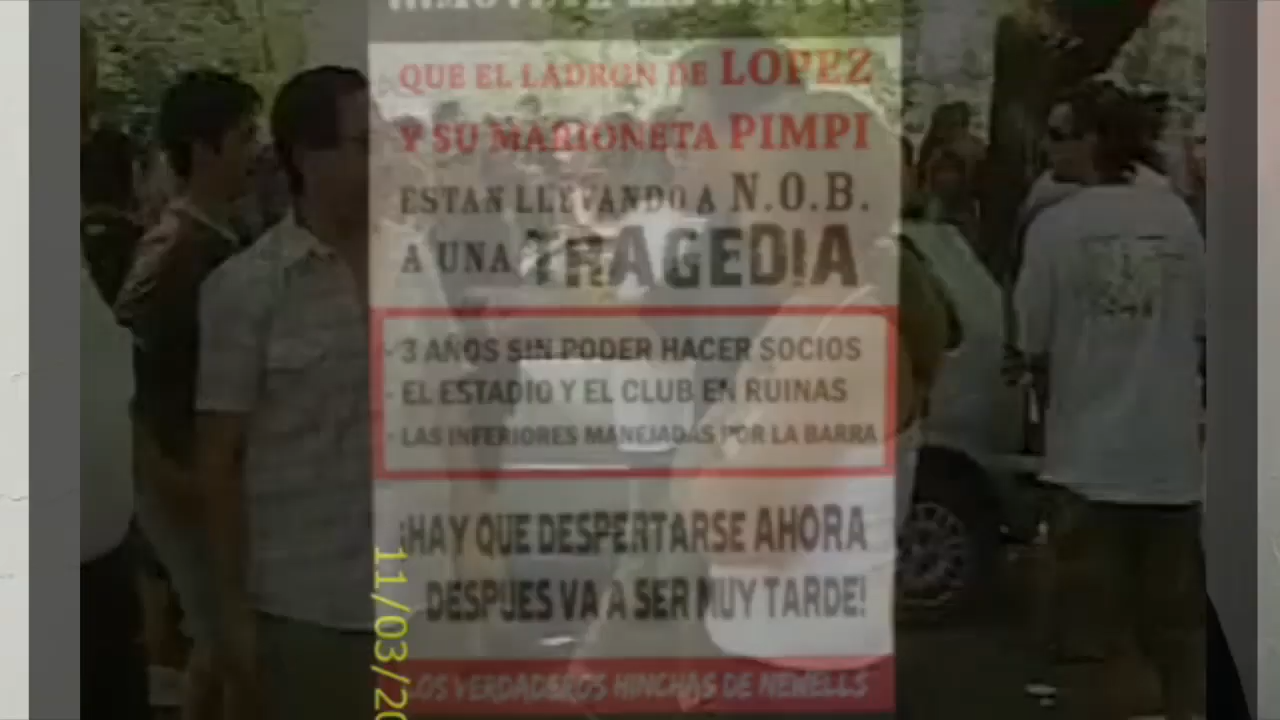 QUE EL LADRON DE LOPEZ
Y SU MARIONETA PIMPI
ESTAN LLEVANDO A N.O.B.
A UNA TRAGEDIA
- 3 AÑOS SIN PODER HACER SOCIOS
- EL ESTADIO Y EL CLUB EN RUINAS
- LAS INFERIORES MANEJADAS POR LA BARRA
¡HAY QUE DESPERTARSE AHORA
DESPUES VA A SER MUY TARDE!
LOS VERDADEROS HINCHAS DE NEWELLS
11/03/20